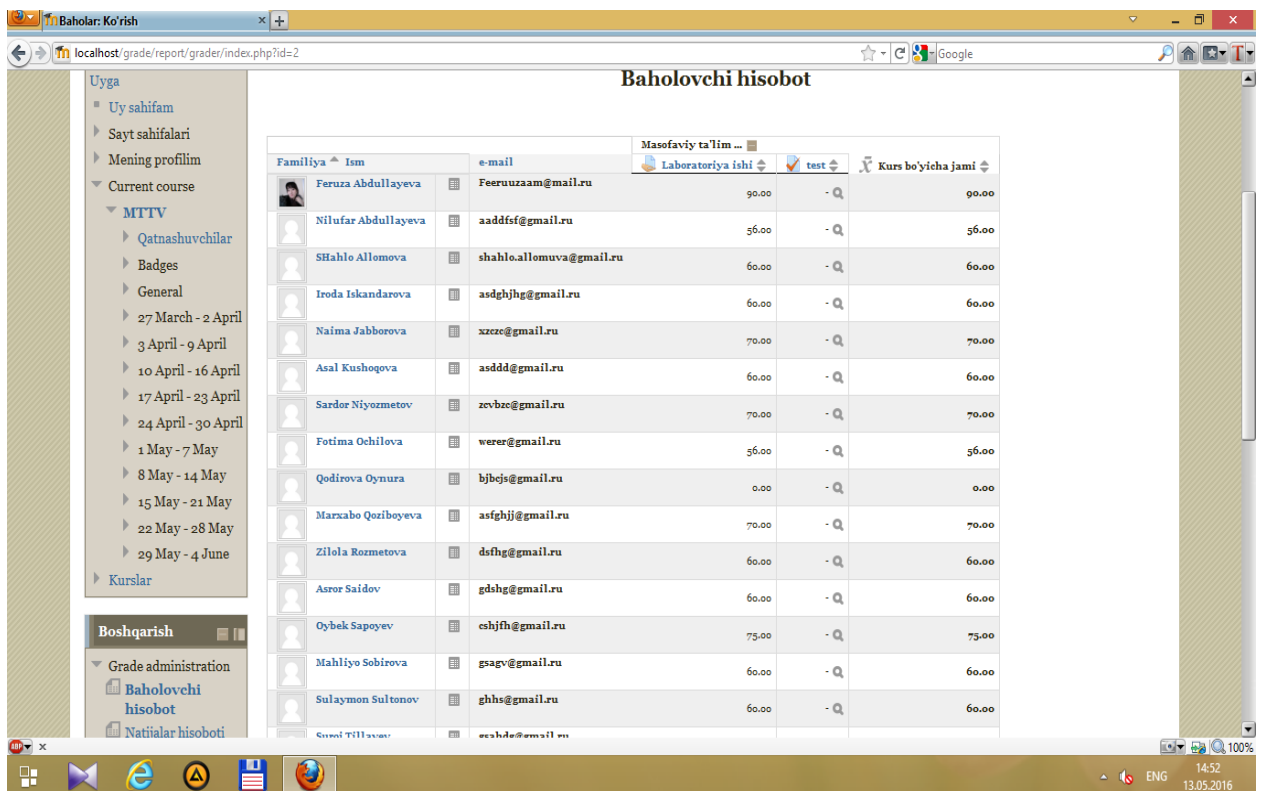 Baholar: Ko'rish
localhost/grade/report/grader/index.php?id=2
Google
Uyga
Uy sahifam
Sayt sahifalari
Mening profilim
Current course
MTTV
Qatnashuvchilar
Badges
General
27 March - 2 April
3 April - 9 April
10 April - 16 April
17 April - 23 April
24 April - 30 April
1 May - 7 May
8 May - 14 May
15 May - 21 May
22 May - 28 May
29 May - 4 June
Kurslar
Boshqarish
Grade administration
Baholovchi
hisobot
Natijalar hisoboti
Baholovchi hisobot
Masofaviy ta'lim ...
Familiya Ism e-mail Laboratoriya ishi test x̄ Kurs bo'yicha jami
Feruza Abdullayeva Feeruuzaam@mail.ru 90.00 - 90.00
Nilufar Abdullayeva aaddfsf@gmail.ru 56.00 - 56.00
SHahlo Allomova shahlo.allomuva@gmail.ru 60.00 - 60.00
Iroda Iskandarova asdghjhg@gmail.ru 60.00 - 60.00
Naima Jabborova xzczc@gmail.ru 70.00 - 70.00
Asal Kushoqova asddd@gmail.ru 60.00 - 60.00
Sardor Niyozmetov zcvbzc@gmail.ru 70.00 - 70.00
Fotima Ochilova werer@gmail.ru 56.00 - 56.00
Qodirova Oynura bjbcjs@gmail.ru 0.00 - 0.00
Marxabo Qoziboyeva asfghjj@gmail.ru 70.00 - 70.00
Zilola Rozmetova dsfhg@gmail.ru 60.00 - 60.00
Asror Saidov gdshg@gmail.ru 60.00 - 60.00
Oybek Sapoyev cshjfh@gmail.ru 75.00 - 75.00
Mahliyo Sobirova gsagv@gmail.ru 60.00 - 60.00
Sulaymon Sultonov ghhs@gmail.ru 60.00 - 60.00
ABP x 100%
ENG 14:52
13.05.2016